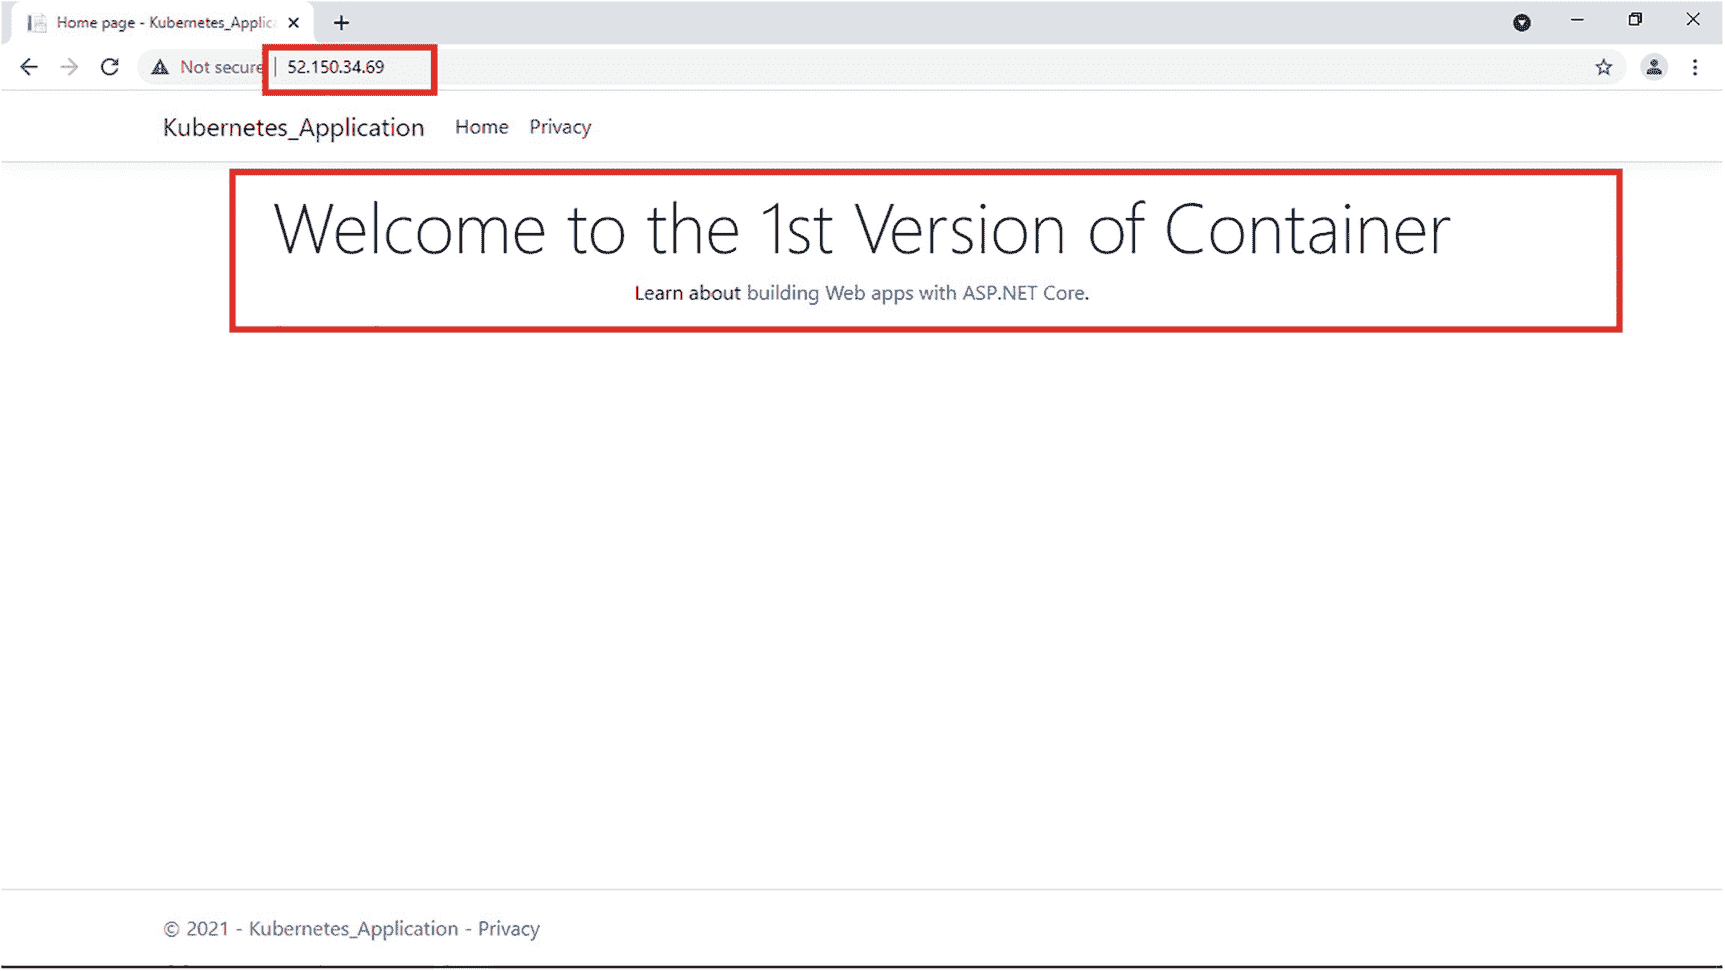 Home page - Kubernetes_Applic
Not secure | 52.150.34.69
Kubernetes_Application Home Privacy
Welcome to the 1st Version of Container
Learn about building Web apps with ASP.NET Core.
© 2021 - Kubernetes_Application - Privacy